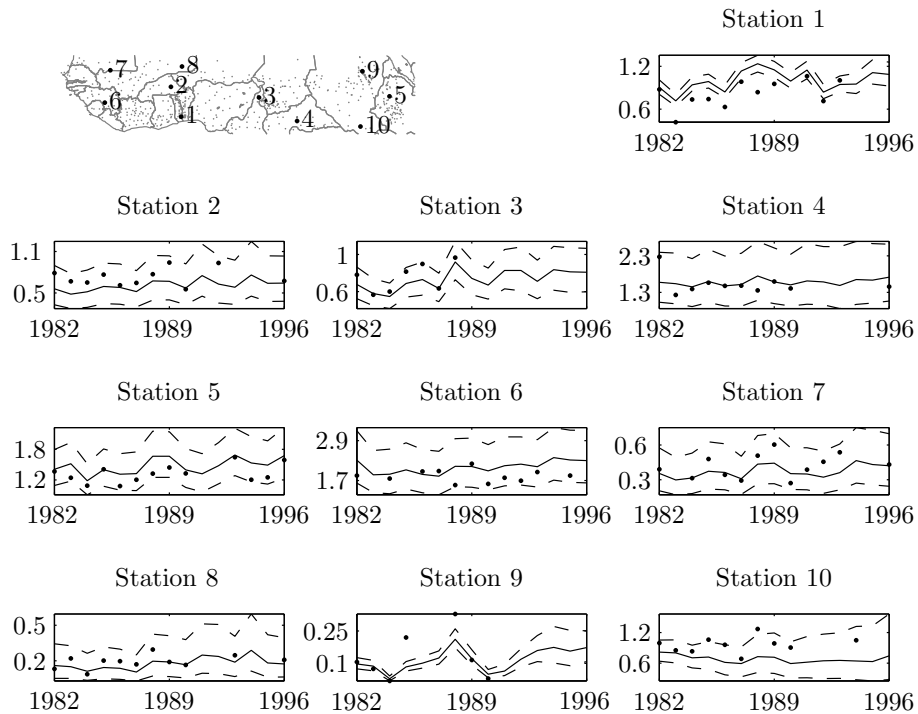 Station 1
7
8
2
6
1
3
4
9
5
10
1.2
0.6
1982 1989 1996
Station 2
1.1
0.5
1982 1989 1996
Station 3
1
0.6
1982 1989 1996
Station 4
2.3
1.3
1982 1989 1996
Station 5
1.8
1.2
1982 1989 1996
Station 6
2.9
1.7
1982 1989 1996
Station 7
0.6
0.3
1982 1989 1996
Station 8
0.5
0.2
1982 1989 1996
Station 9
0.25
0.1
1982 1989 1996
Station 10
1.2
0.6
1982 1989 1996